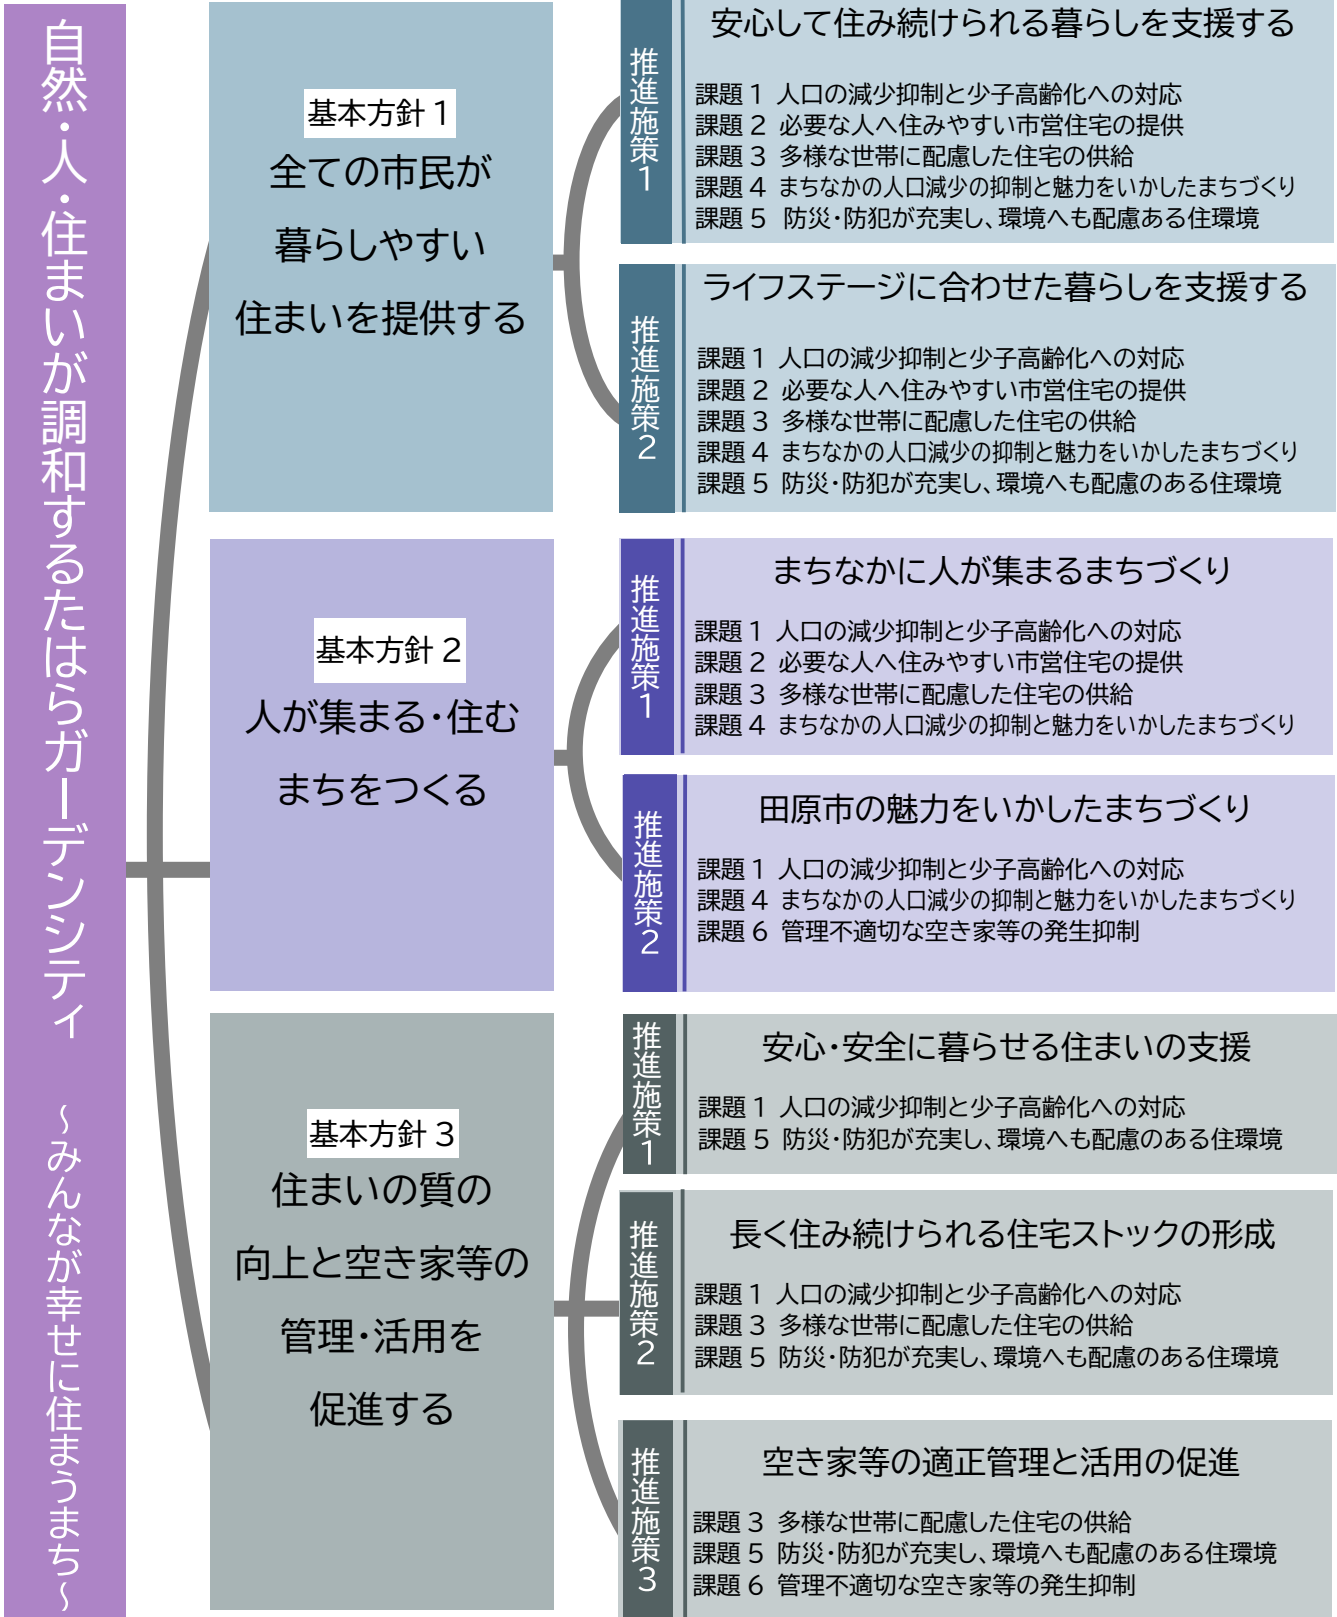 自然・人・住まいが調和するたはらガーデンシティ　～みんなが幸せに住まうまち～
基本方針1
全ての市民が
暮らしやすい
住まいを提供する
推進施策1
安心して住み続けられる暮らしを支援する
課題1 人口の減少抑制と少子高齢化への対応
課題2 必要な人へ住みやすい市営住宅の提供
課題3 多様な世帯に配慮した住宅の供給
課題4 まちなかの人口減少の抑制と魅力をいかしたまちづくり
課題5 防災・防犯が充実し、環境へも配慮ある住環境
推進施策2
ライフステージに合わせた暮らしを支援する
課題1 人口の減少抑制と少子高齢化への対応
課題2 必要な人へ住みやすい市営住宅の提供
課題3 多様な世帯に配慮した住宅の供給
課題4 まちなかの人口減少の抑制と魅力をいかしたまちづくり
課題5 防災・防犯が充実し、環境へも配慮のある住環境
基本方針2
人が集まる・住む
まちをつくる
推進施策1
まちなかに人が集まるまちづくり
課題1 人口の減少抑制と少子高齢化への対応
課題2 必要な人へ住みやすい市営住宅の提供
課題3 多様な世帯に配慮した住宅の供給
課題4 まちなかの人口減少の抑制と魅力をいかしたまちづくり
推進施策2
田原市の魅力をいかしたまちづくり
課題1 人口の減少抑制と少子高齢化への対応
課題4 まちなかの人口減少の抑制と魅力をいかしたまちづくり
課題6 管理不適切な空き家等の発生抑制
基本方針3
住まいの質の
向上と空き家等の
管理・活用を
促進する
推進施策1
安心・安全に暮らせる住まいの支援
課題1 人口の減少抑制と少子高齢化への対応
課題5 防災・防犯が充実し、環境へも配慮のある住環境
推進施策2
長く住み続けられる住宅ストックの形成
課題1 人口の減少抑制と少子高齢化への対応
課題3 多様な世帯に配慮した住宅の供給
課題5 防災・防犯が充実し、環境へも配慮のある住環境
推進施策3
空き家等の適正管理と活用の促進
課題3 多様な世帯に配慮した住宅の供給
課題5 防災・防犯が充実し、環境へも配慮のある住環境
課題6 管理不適切な空き家等の発生抑制